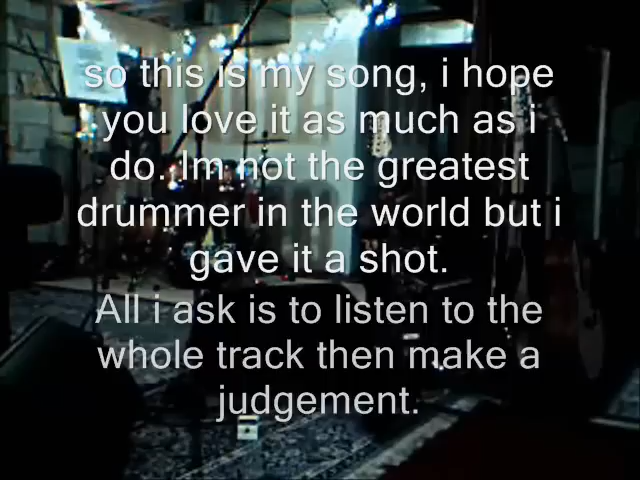 so this is my song, i hope
you love it as much as i
do. Im not the greatest
drummer in the world but i
gave it a shot.
All i ask is to listen to the
whole track then make a
judgement.